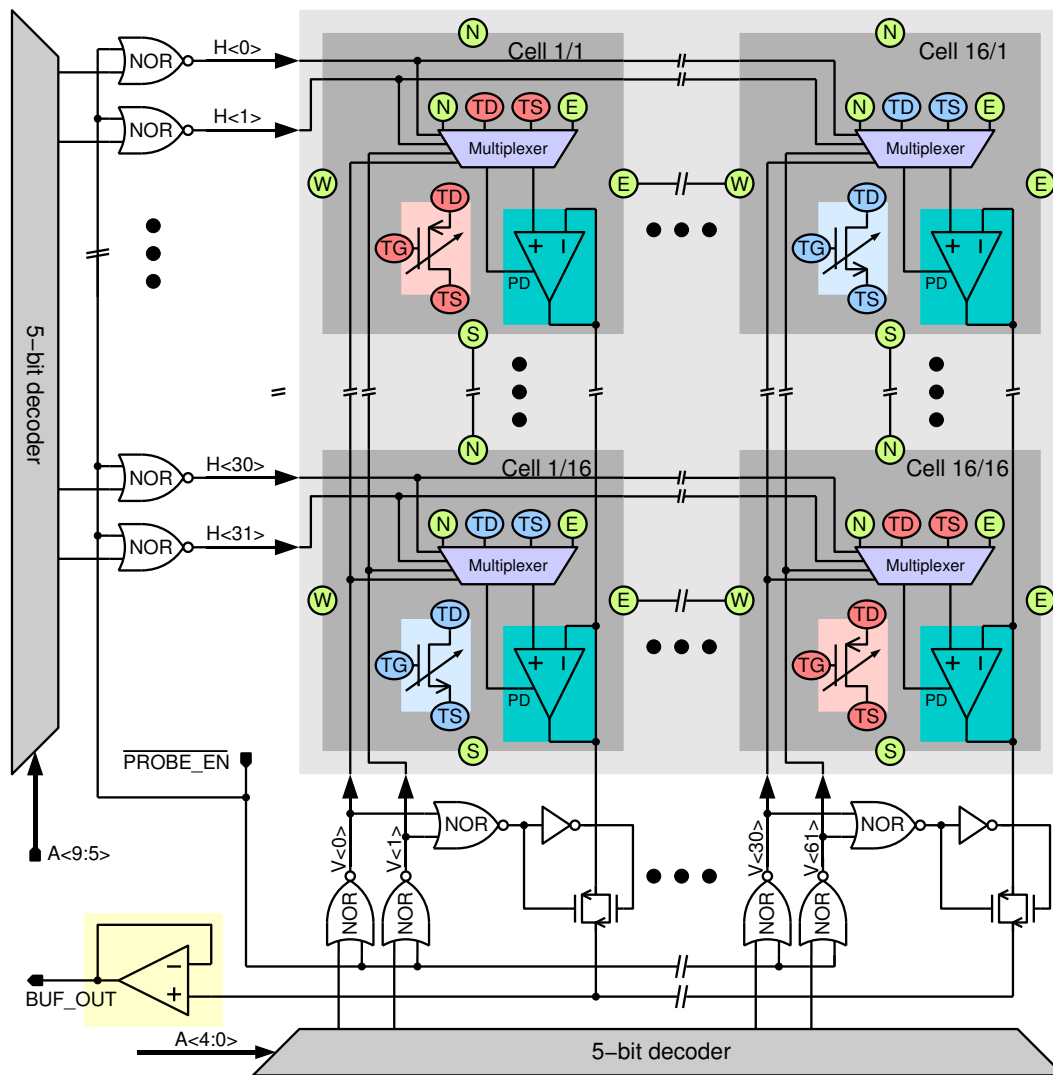 N N
NOR H<0> Cell 1/1 Cell 16/1
N TD TS E N TD TS E
NOR H<1>
Multiplexer Multiplexer
W E W E
TD TD
TG + − TG + −
PD PD
TS TS
S S
5−bit decoder
N N
NOR H<30> Cell 1/16 Cell 16/16
N TD TS E N TD TS E
NOR H<31>
Multiplexer Multiplexer
W E W E
TD TD
TG + − TG + −
PD PD
TS TS
S S
PROBE_EN
V<0> V<1> NOR V<30> V<61> NOR
A<9:5>
NOR NOR NOR NOR
−
+
BUF_OUT
A<4:0>
5−bit decoder